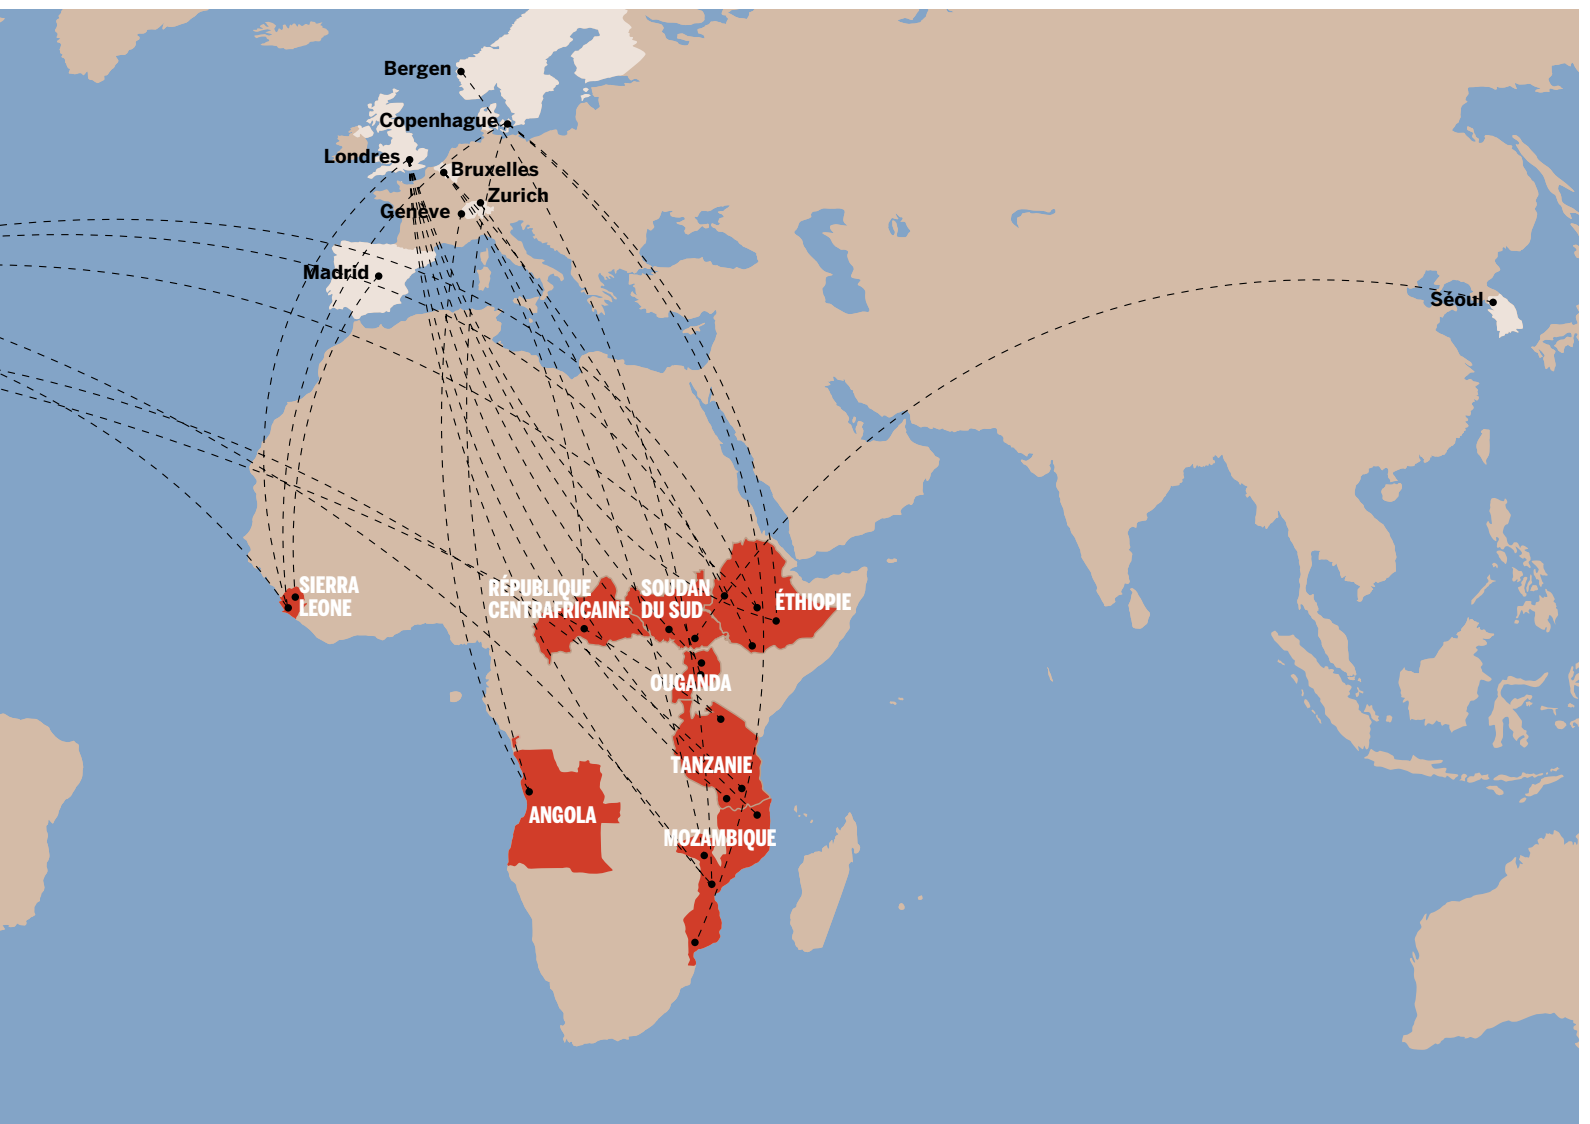 Bergen
Copenhague
Londres
Bruxelles
Zurich
Genève
Madrid
Séoul
SIERRA
LEONE
RÉPUBLIQUE
CENTRAFRICAINE
SOUDAN
DU SUD
ÉTHIOPIE
OUGANDA
TANZANIE
ANGOLA
MOZAMBIQUE